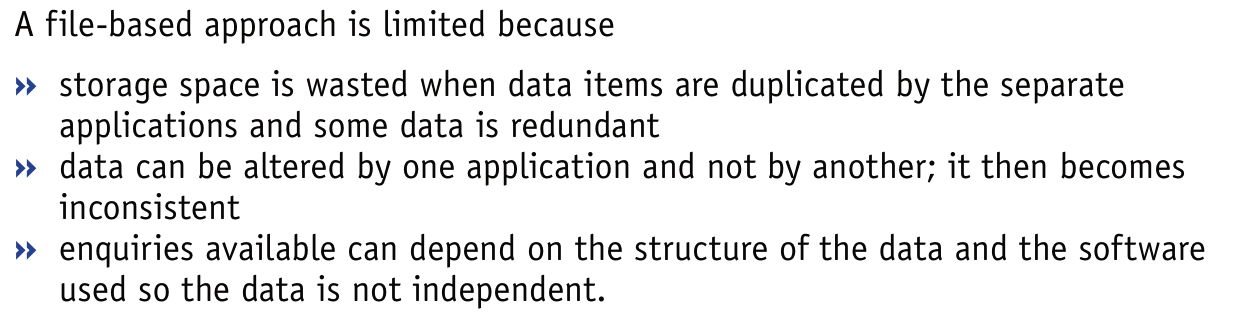 A file-based approach is limited because
» storage space is wasted when data items are duplicated by the separate
applications and some data is redundant
» data can be altered by one application and not by another; it then becomes
inconsistent
» enquiries available can depend on the structure of the data and the software
used so the data is not independent.